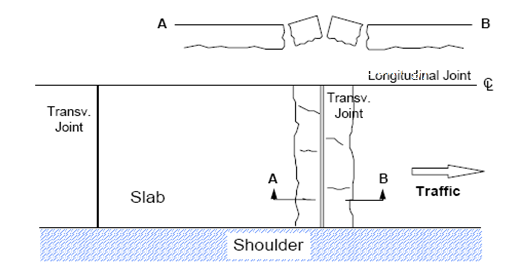 A B
Longitudinal Joint ℄
Transv.
Joint
Transv.
Joint
A B
Traffic
Slab
Shoulder